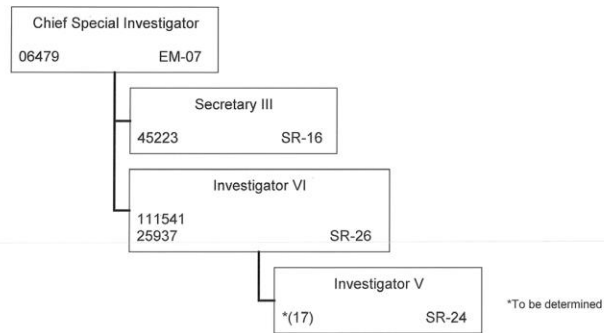 Chief Special Investigator
06479 EM-07
Secretary III
45223 SR-16
Investigator VI
111541
25937 SR-26
Investigator V
*(17) SR-24
*To be determined